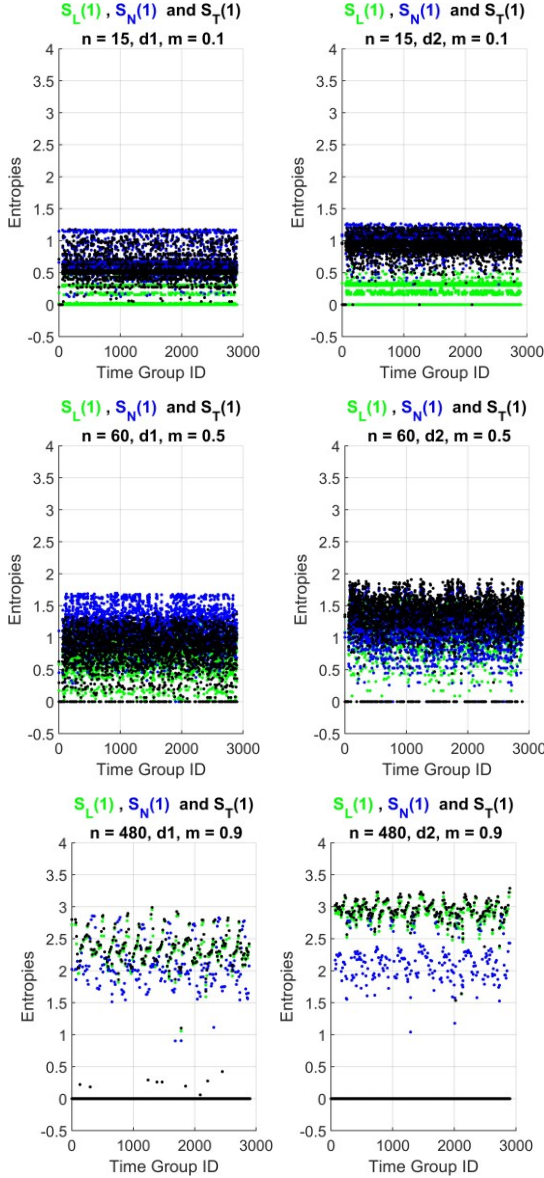 S_L(1) , S_N(1) and S_T(1)
n = 15, d1, m = 0.1
4
3.5
3
2.5
2
1.5
1
0.5
0
-0.5
Entropies
0 1000 2000 3000
Time Group ID
S_L(1) , S_N(1) and S_T(1)
n = 15, d2, m = 0.1
4
3.5
3
2.5
2
1.5
1
0.5
0
-0.5
Entropies
0 1000 2000 3000
Time Group ID
S_L(1) , S_N(1) and S_T(1)
n = 60, d1, m = 0.5
4
3.5
3
2.5
2
1.5
1
0.5
0
-0.5
Entropies
0 1000 2000 3000
Time Group ID
S_L(1) , S_N(1) and S_T(1)
n = 60, d2, m = 0.5
4
3.5
3
2.5
2
1.5
1
0.5
0
-0.5
Entropies
0 1000 2000 3000
Time Group ID
S_L(1) , S_N(1) and S_T(1)
n = 480, d1, m = 0.9
4
3.5
3
2.5
2
1.5
1
0.5
0
-0.5
Entropies
0 1000 2000 3000
Time Group ID
S_L(1) , S_N(1) and S_T(1)
n = 480, d2, m = 0.9
4
3.5
3
2.5
2
1.5
1
0.5
0
-0.5
Entropies
0 1000 2000 3000
Time Group ID